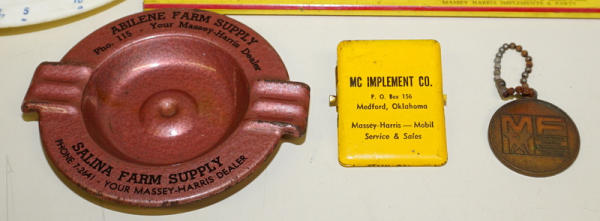 MASSEY HARRIS IMPLEMENTS & PARTS
ABILENE FARM SUPPLY
Pho. 115 - Your Massey-Harris Dealer
SALINA FARM SUPPLY
PHONE 7-2641 - YOUR MASSEY-HARRIS DEALER
MC IMPLEMENT CO.
P. O. Box 156
Medford, Oklahoma
Massey-Harris — Mobil
Service & Sales